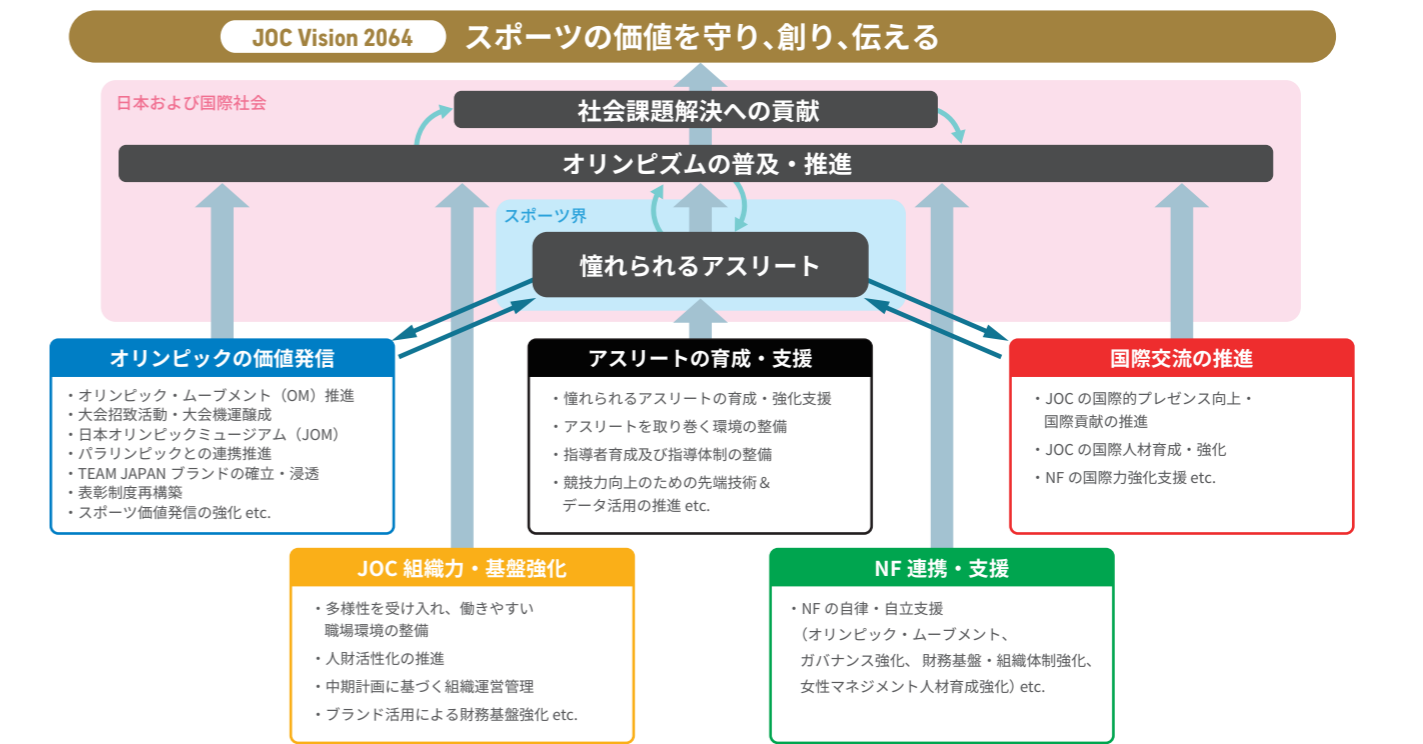 JOC Vision 2064 スポーツの価値を守り、創り、伝える
日本および国際社会
社会課題解決への貢献
オリンピズムの普及・推進
スポーツ界
憧れられるアスリート
オリンピックの価値発信
・オリンピック・ムーブメント（OM）推進
・大会招致活動・大会機運醸成
・日本オリンピックミュージアム（JOM）
・パラリンピックとの連携推進
・TEAM JAPAN ブランドの確立・浸透
・表彰制度再構築
・スポーツ価値発信の強化 etc.
アスリートの育成・支援
・憧れられるアスリートの育成・強化支援
・アスリートを取り巻く環境の整備
・指導者育成及び指導体制の整備
・競技力向上のための先端技術＆
データ活用の推進 etc.
国際交流の推進
・JOC の国際的プレゼンス向上・
国際貢献の推進
・JOC の国際人材育成・強化
・NF の国際力強化支援 etc.
JOC 組織力・基盤強化
・多様性を受け入れ、働きやすい
職場環境の整備
・人財活性化の推進
・中期計画に基づく組織運営管理
・ブランド活用による財務基盤強化 etc.
NF 連携・支援
・NF の自律・自立支援
（オリンピック・ムーブメント、
ガバナンス強化、財務基盤・組織体制強化、
女性マネジメント人材育成強化）etc.